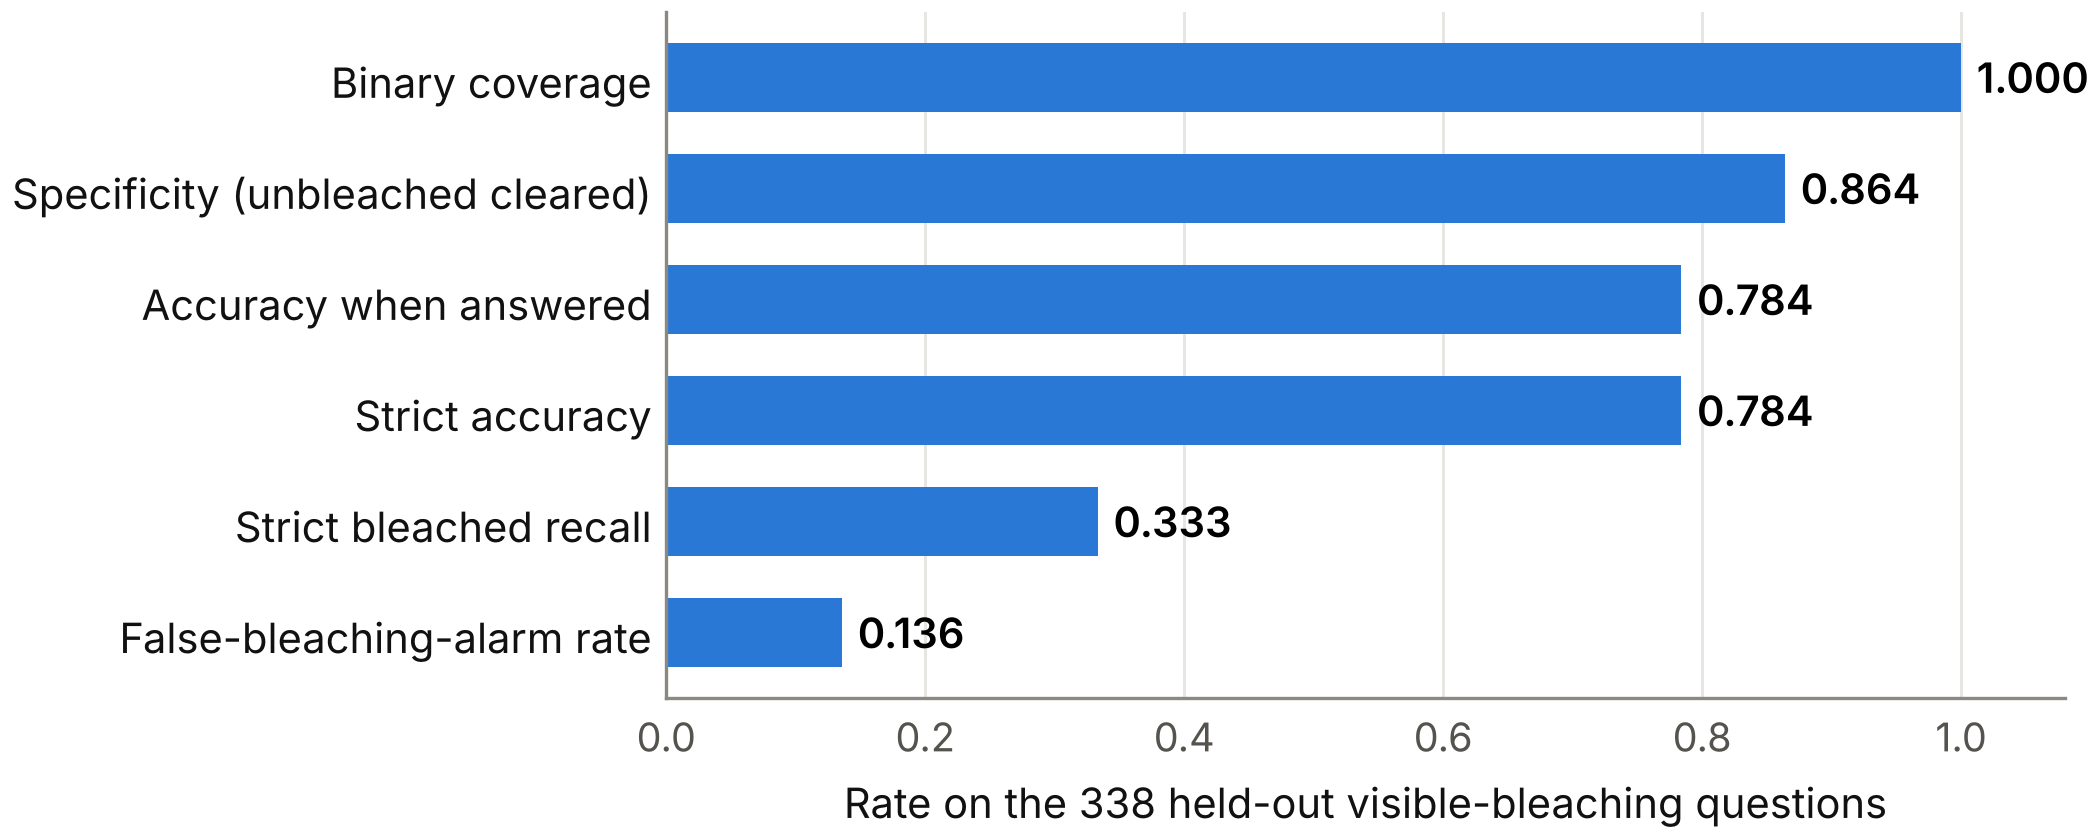 Binary coverage 1.000
Specificity (unbleached cleared) 0.864
Accuracy when answered 0.784
Strict accuracy 0.784
Strict bleached recall 0.333
False-bleaching-alarm rate 0.136
0.0 0.2 0.4 0.6 0.8 1.0
Rate on the 338 held-out visible-bleaching questions